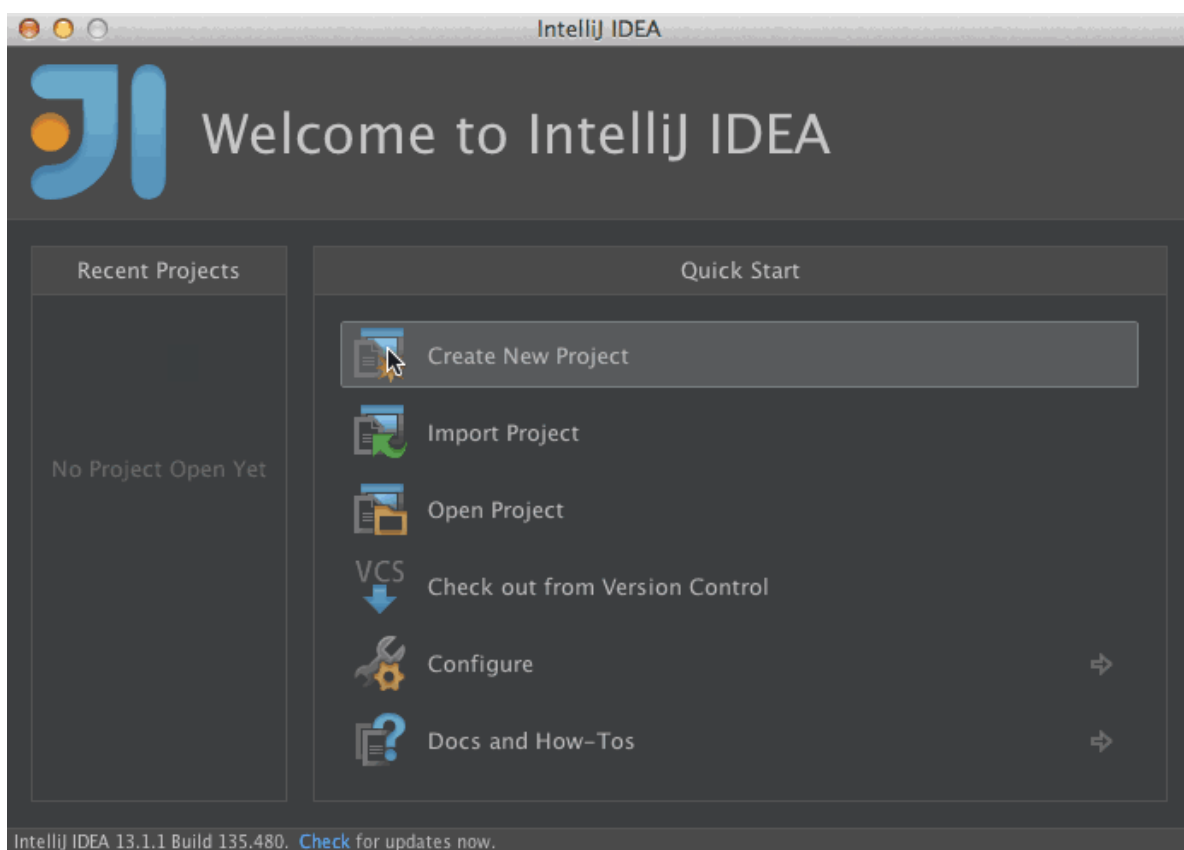 IntelliJ IDEA
Welcome to IntelliJ IDEA
Recent Projects
No Project Open Yet
Quick Start
Create New Project
Import Project
Open Project
VCS
Check out from Version Control
Configure
Docs and How-Tos
IntelliJ IDEA 13.1.1 Build 135.480. Check for updates now.